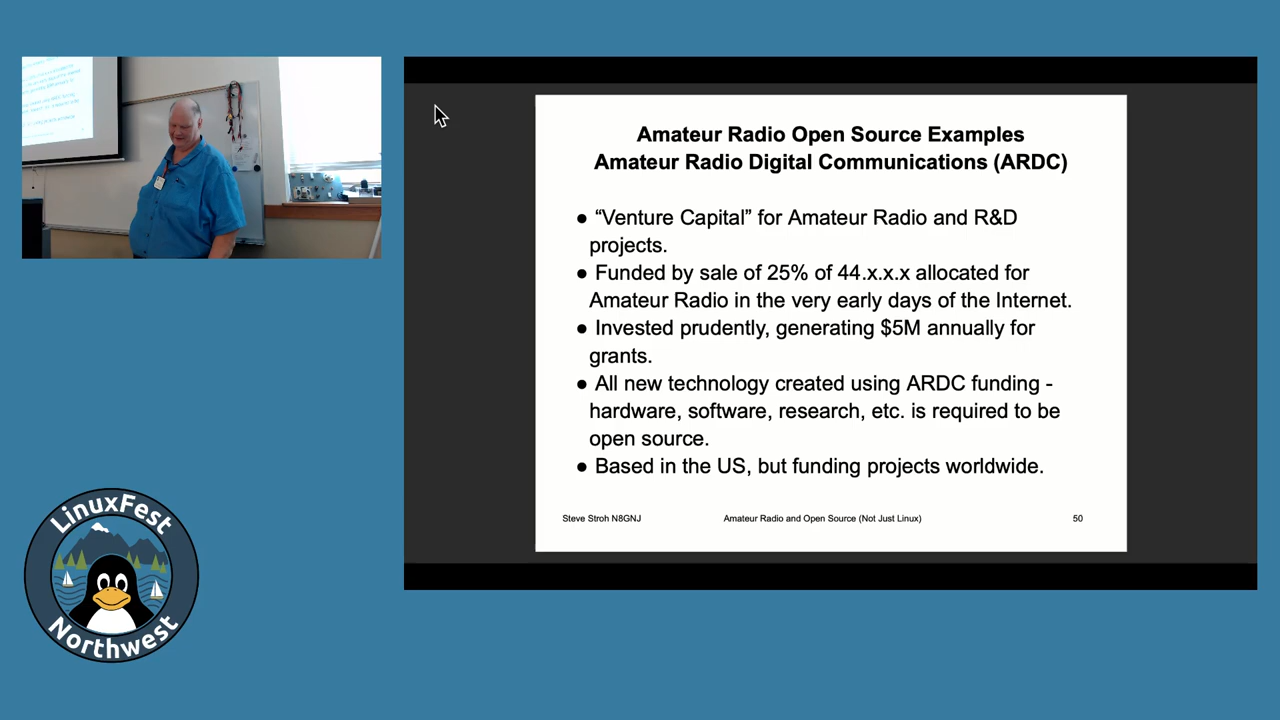 Amateur Radio Open Source Examples
Amateur Radio Digital Communications (ARDC)
● “Venture Capital” for Amateur Radio and R&D
projects.
● Funded by sale of 25% of 44.x.x.x allocated for
Amateur Radio in the very early days of the Internet.
● Invested prudently, generating $5M annually for
grants.
● All new technology created using ARDC funding -
hardware, software, research, etc. is required to be
open source.
● Based in the US, but funding projects worldwide.
Steve Stroh N8GNJ
Amateur Radio and Open Source (Not Just Linux)
50
LinuxFest
Northwest